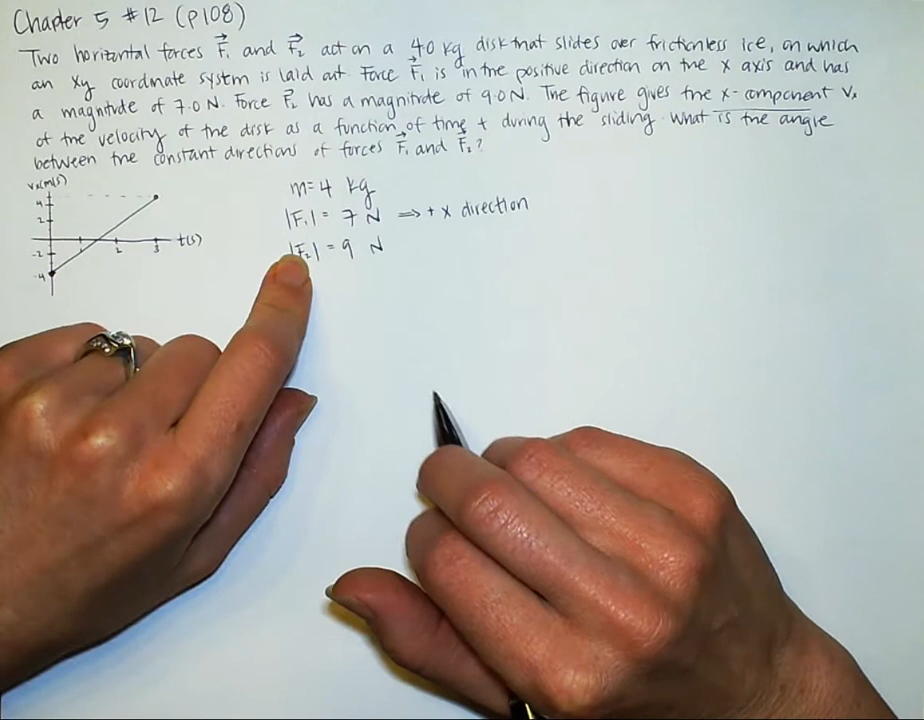 Chapter 5 #12 (p108)
Two horizontal forces F₁ and F₂ act on a 4.0 kg disk that slides over frictionless ice, on which
an xy coordinate system is laid out. Force F₁ is in the positive direction on the x axis and has
a magnitude of 7.0 N. Force F₂ has a magnitude of 9.0 N. The figure gives the x-component Vₓ
of the velocity of the disk as a function of time t during the sliding. What is the angle
between the constant directions of forces F₁ and F₂?
Vx(m/s)
4
2
-2
-4
2 3 t(s)
m=4 kg
|F₁| = 7 N ⟹ + x direction
|F₂| = 9 N